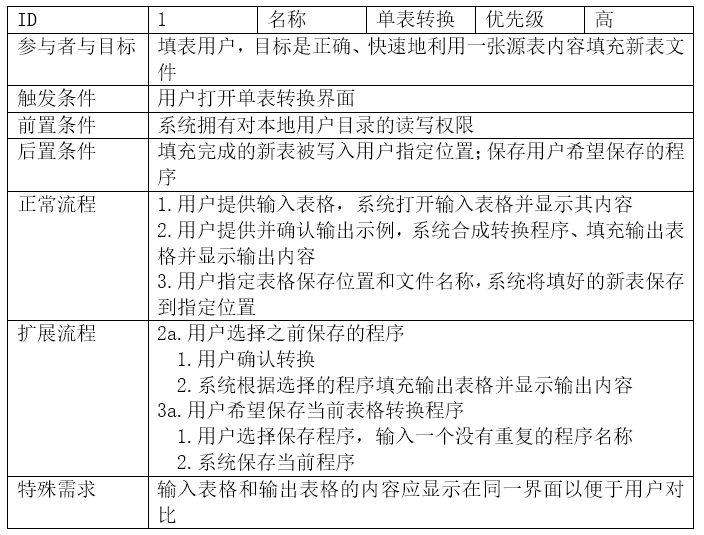 ID 1 名称 单表转换 优先级 高
参与者与目标 填表用户，目标是正确、快速地利用一张源表内容填充新表文
件
触发条件 用户打开单表转换界面
前置条件 系统拥有对本地用户目录的读写权限
后置条件 填充完成的新表被写入用户指定位置;保存用户希望保存的程
序
正常流程 1.用户提供输入表格，系统打开输入表格并显示其内容
2.用户提供并确认输出示例，系统合成转换程序、填充输出表
格并显示输出内容
3.用户指定表格保存位置和文件名称,系统将填好的新表保存
到指定位置
扩展流程 2a.用户选择之前保存的程序
1.用户确认转换
2.系统根据选择的程序填充输出表格并显示输出内容
3a.用户希望保存当前表格转换程序
1.用户选择保存程序，输入一个没有重复的程序名称
2.系统保存当前程序
特殊需求 输入表格和输出表格的内容应显示在同一界面以便于用户对
比